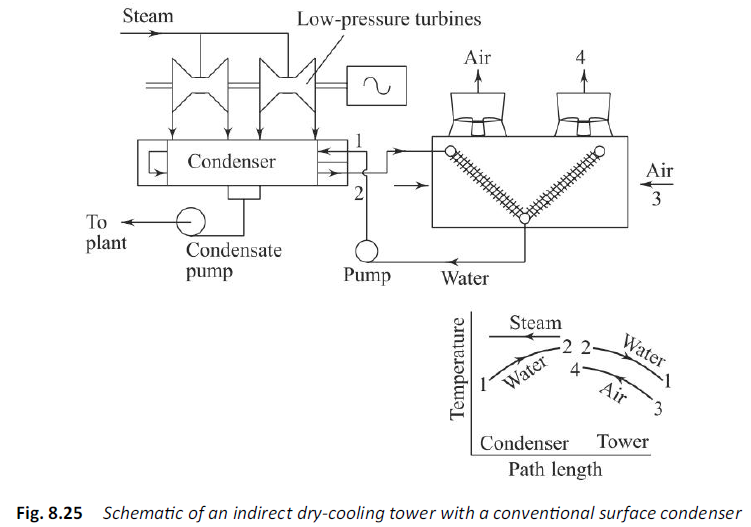 Steam
Low-pressure turbines
Air
4
1
Condenser
2
Air
3
To
plant
Condensate
pump
Pump
Water
Temperature
Steam
2 2
Water
1
Water
4
Air
1
3
Condenser Tower
Path length
Fig. 8.25 Schematic of an indirect dry-cooling tower with a conventional surface condenser